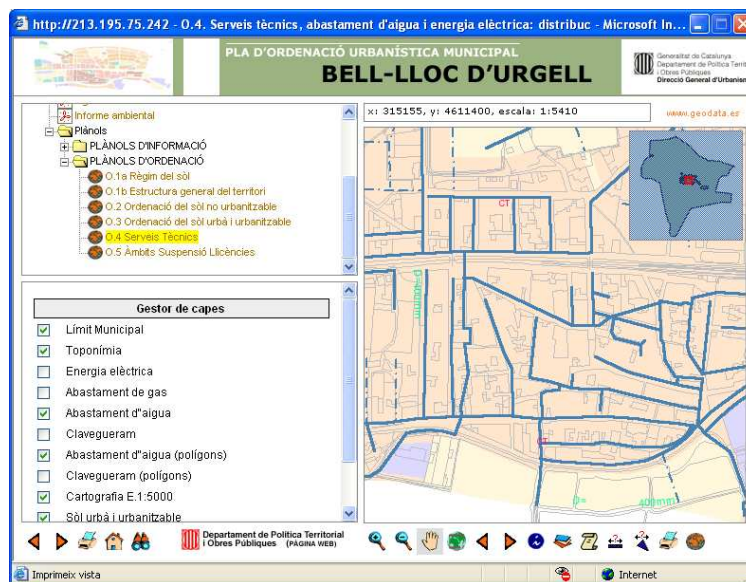 http://213.195.75.242 - O.4. Serveis tècnics, abastament d'aigua i energia elèctrica: distribuc - Microsoft In...
PLA D'ORDENACIÓ URBANÍSTICA MUNICIPAL
BELL-LLOC D'URGELL
Generalitat de Catalunya
Departament de Política Territ
i Obres Públiques
Direcció General d'Urbanism
Informe ambiental
Plànols
PLÀNOLS D'INFORMACIÓ
PLÀNOLS D'ORDENACIÓ
O.1a Règim del sòl
O.1b Estructura general del territori
O.2 Ordenació del sòl no urbanitzable
O.3 Ordenació del sòl urbà i urbanitzable
O.4 Serveis Tècnics
O.5 Àmbits Suspensió Llicències
x: 315155, y: 4611400, escala: 1:5410
www.geodata.es
CT
CT
D=
400mm
Gestor de capes
Límit Municipal
Toponímia
Energia elèctrica
Abastament de gas
Abastament d"aigua
Clavegueram
Abastament d"aigua (polígons)
Clavegueram (polígons)
Cartografia E.1:5000
Sòl urbà i urbanitzable
Departament de Política Territorial
i Obres Públiques (PÀGINA WEB)
Imprimeix vista
Internet